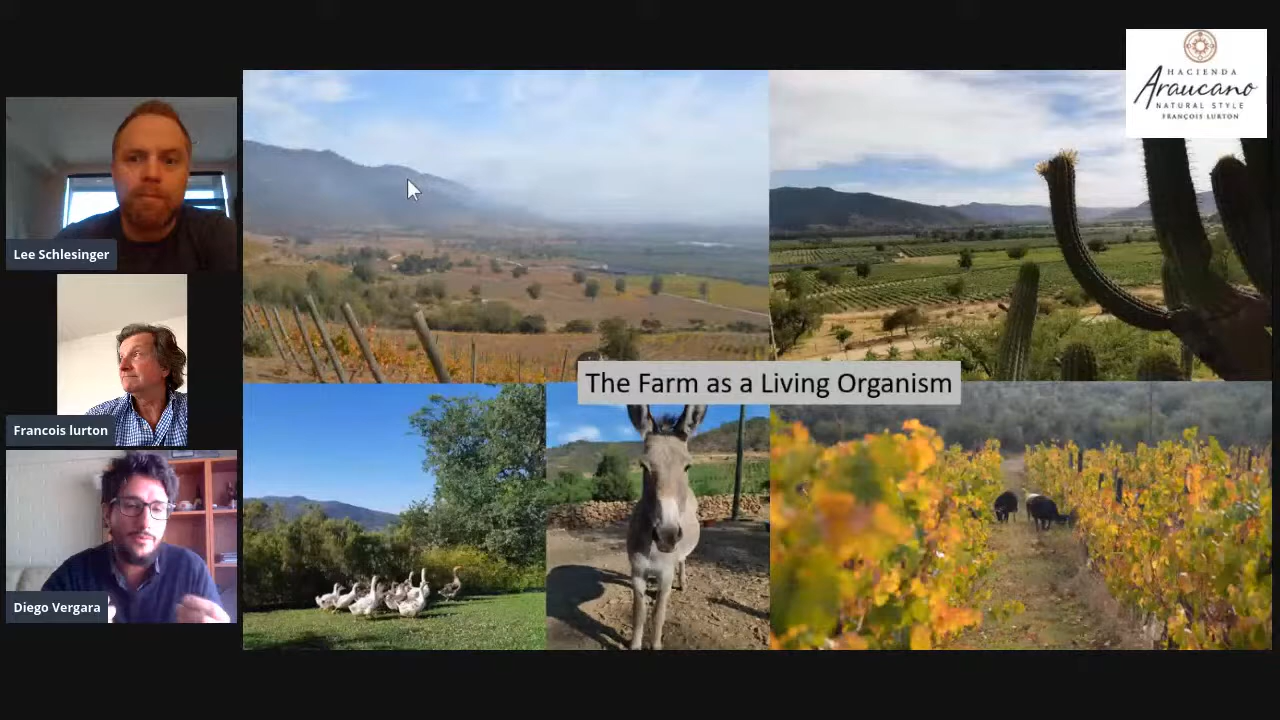 HACIENDA
Araucano
NATURAL STYLE
FRANÇOIS LURTON
Lee Schlesinger
Francois lurton
Diego Vergara
The Farm as a Living Organism